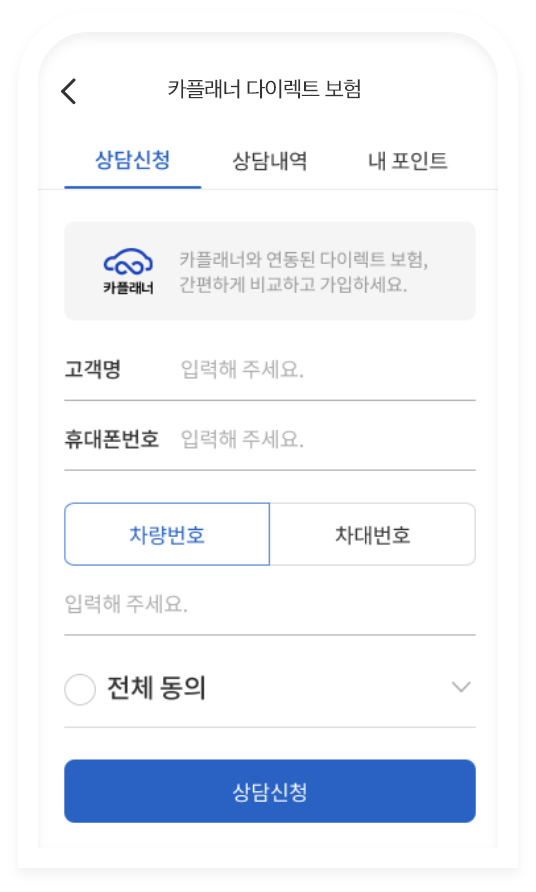 카플래너 다이렉트 보험
상담신청 상담내역 내 포인트
카플래너
카플래너와 연동된 다이렉트 보험,
간편하게 비교하고 가입하세요.
고객명 입력해 주세요.
휴대폰번호 입력해 주세요.
차량번호 차대번호
입력해 주세요.
전체 동의
상담신청